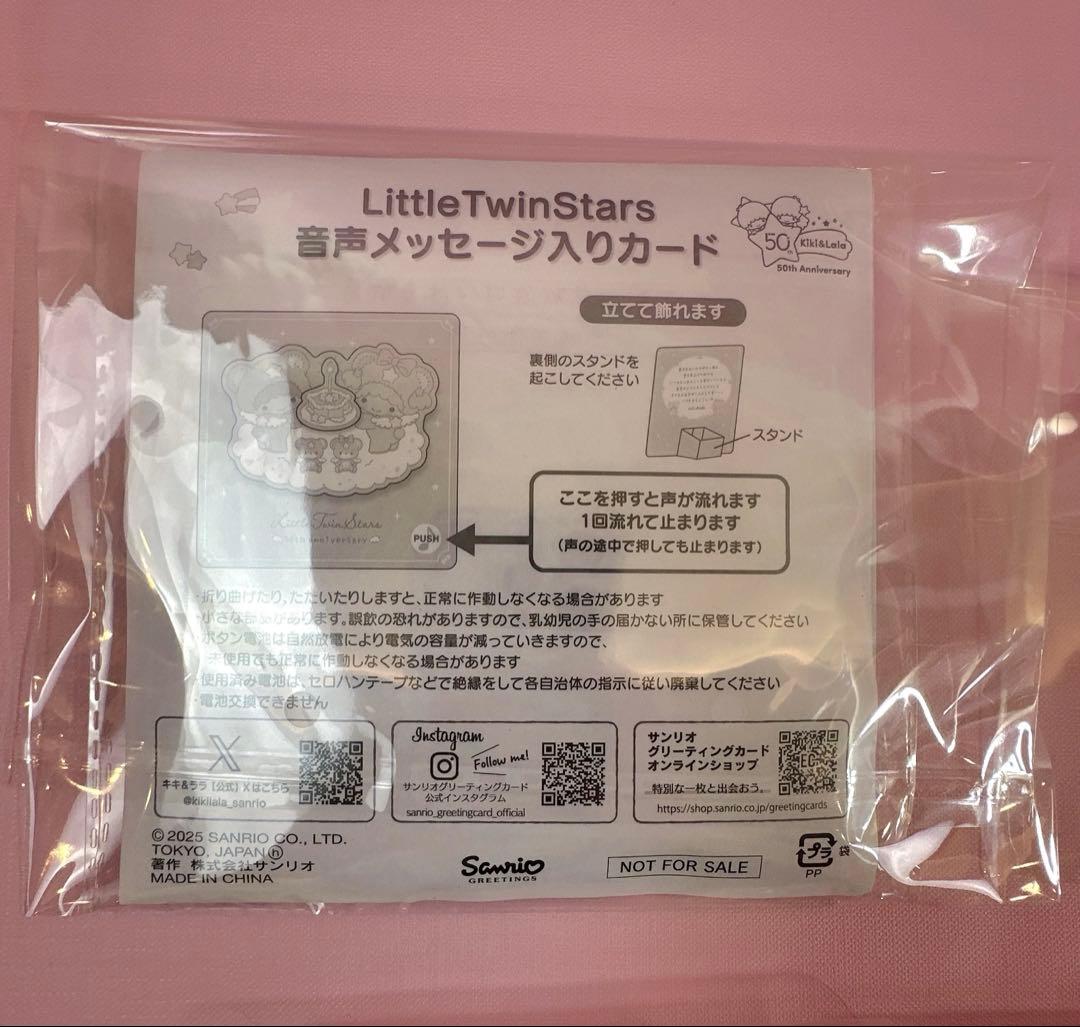 LittleTwinStars
音声メッセージ入りカード
50th
Kiki&Lala
50th Anniversary
立てて飾れます
裏側のスタンドを
起こしてください
スタンド
ここを押すと声が流れます
1回流れて止まります
(声の途中で押しても止まります)
Little Twin Stars
50th anniversary
PUSH
・折り曲げたり、たたいたりしますと、正常に作動しなくなる場合があります
・小さな部品があります。誤飲の恐れがありますので、乳幼児の手の届かない所に保管してください
・ボタン電池は自然放電により電気の容量が減っていきますので、
未使用でも正常に作動しなくなる場合があります
・使用済み電池は、セロハンテープなどで絶縁をして各自治体の指示に従い廃棄してください
・電池交換できません
X
キキ&ララ【公式】Xはこちら
@kikilala_sanrio
Instagram
Follow me!
サンリオグリーティングカード
公式インスタグラム
sanrio_greetingcard_official
サンリオ
グリーティングカード
オンラインショップ
EC
特別な一枚と出会おう。
https://shop.sanrio.co.jp/greetingcards
© 2025 SANRIO CO., LTD.
TOKYO, JAPAN ⓗ
著作 株式会社サンリオ
MADE IN CHINA
Sanrio
GREETINGS
NOT FOR SALE
プラ
袋
PP